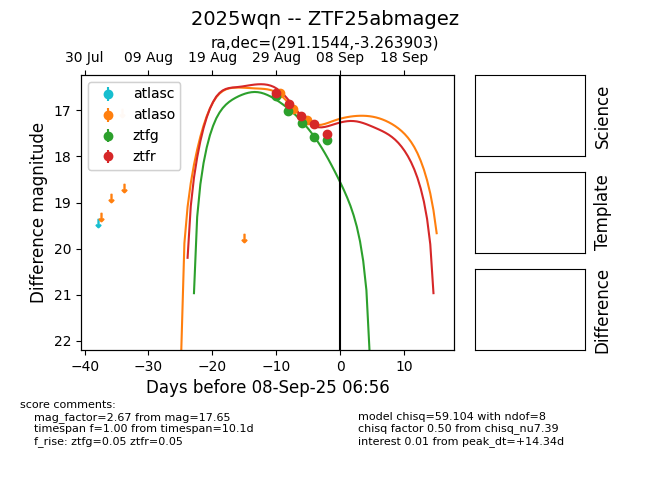 2025wqn -- ZTF25abmagez
ra,dec=(291.1544,-3.263903)
30 Jul 09 Aug 19 Aug 29 Aug 08 Sep 18 Sep
atlasc
atlaso
ztfg
ztfr
17
18
19
20
21
22
Difference magnitude
−40 −30 −20 −10 0 10
Days before 08-Sep-25 06:56
Science
Template
Difference
score comments:
mag_factor=2.67 from mag=17.65
timespan f=1.00 from timespan=10.1d
f_rise: ztfg=0.05 ztfr=0.05
model chisq=59.104 with ndof=8
chisq factor 0.50 from chisq_nu7.39
interest 0.01 from peak_dt=+14.34d